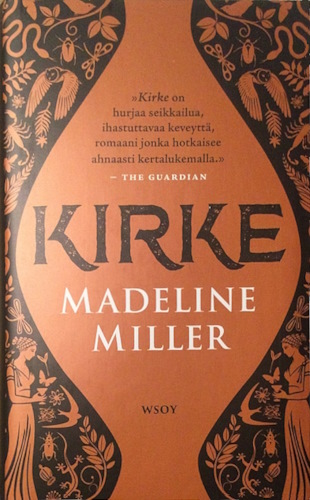 »Kirke on
hurjaa seikkailua,
ihastuttavaa keveyttä,
romaani jonka hotkaisee
ahnaasti kertalukemalla.»
– THE GUARDIAN
KIRKE
MADELINE
MILLER
WSOY